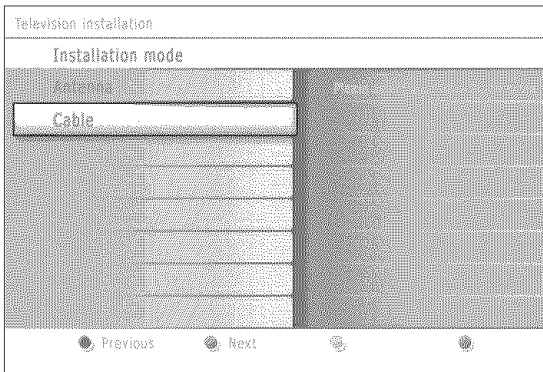 Television installation
Installation mode
Antenna
Cable
Previous Next